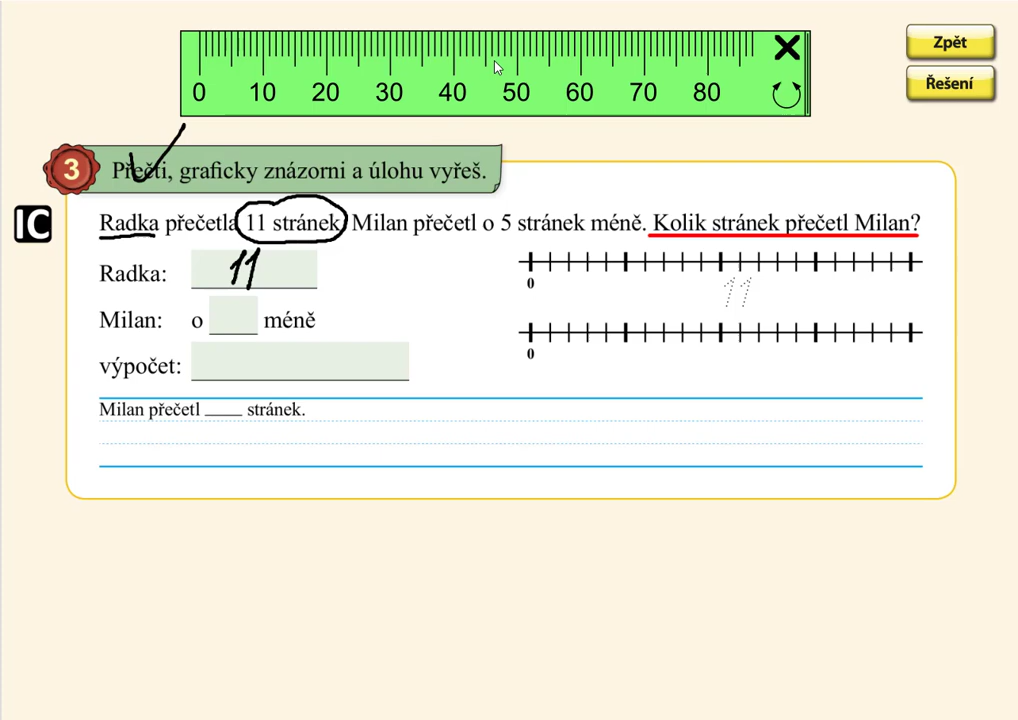 Zpět
Řešení
0 10 20 30 40 50 60 70 80
3 Přečti, graficky znázorni a úlohu vyřeš.
IC
Radka přečetla 11 stránek. Milan přečetl o 5 stránek méně. Kolik stránek přečetl Milan?
Radka: 11
0
11
Milan: o méně
0
výpočet:
Milan přečetl ____ stránek.